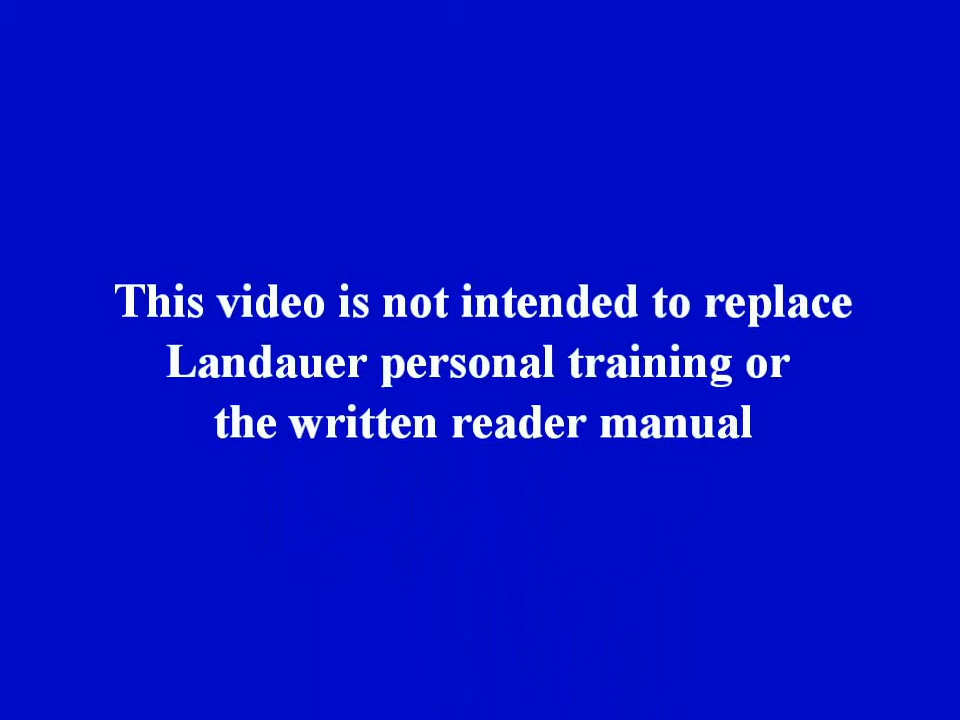 This video is not intended to replace
Landauer personal training or
the written reader manual